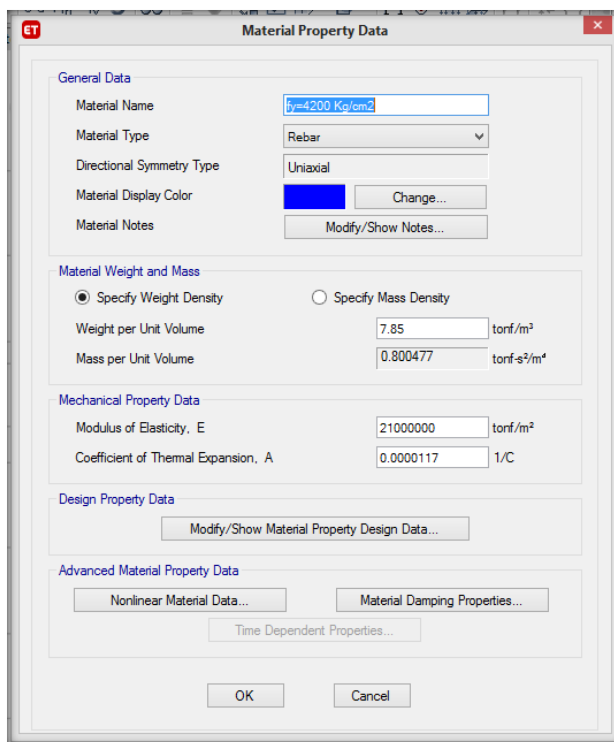 ET
Material Property Data
General Data
Material Name fy=4200 Kg/cm2
Material Type Rebar
Directional Symmetry Type Uniaxial
Material Display Color Change...
Material Notes Modify/Show Notes...
Material Weight and Mass
Specify Weight Density Specify Mass Density
Weight per Unit Volume 7.85 tonf/m³
Mass per Unit Volume 0.800477 tonf-s²/m⁴
Mechanical Property Data
Modulus of Elasticity, E 21000000 tonf/m²
Coefficient of Thermal Expansion, A 0.0000117 1/C
Design Property Data
Modify/Show Material Property Design Data...
Advanced Material Property Data
Nonlinear Material Data... Material Damping Properties...
Time Dependent Properties...
OK Cancel